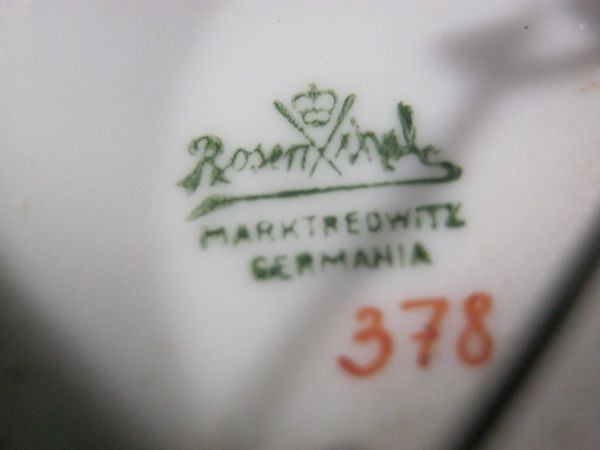 Rosenthal
MARKTREDWITZ
GERMANIA
378